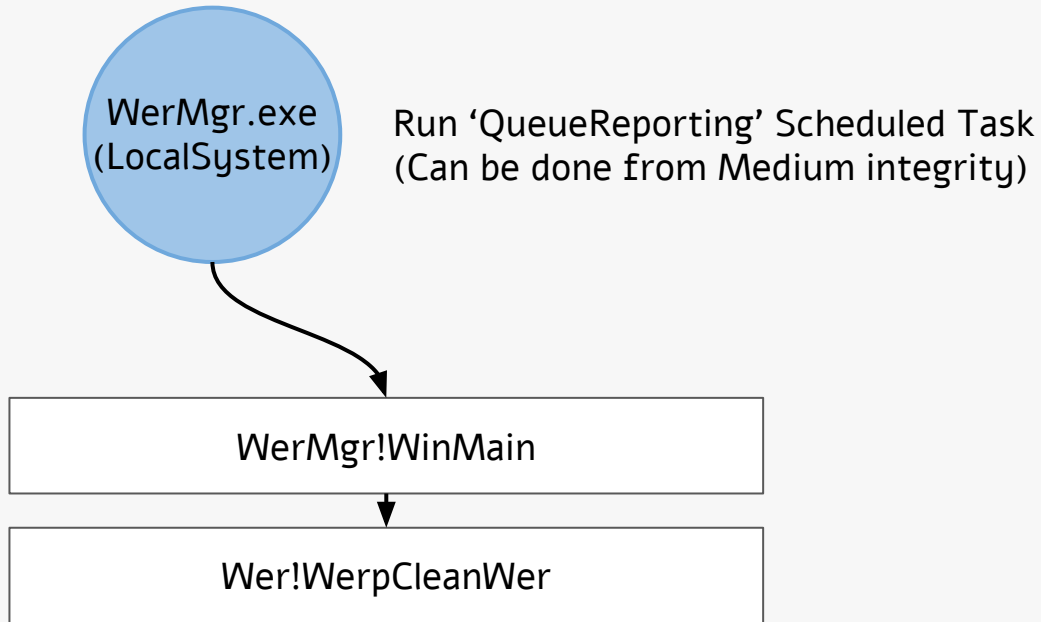 WerMgr.exe
(LocalSystem)
Run ‘QueueReporting’ Scheduled Task
(Can be done from Medium integrity)
WerMgr!WinMain
Wer!WerpCleanWer